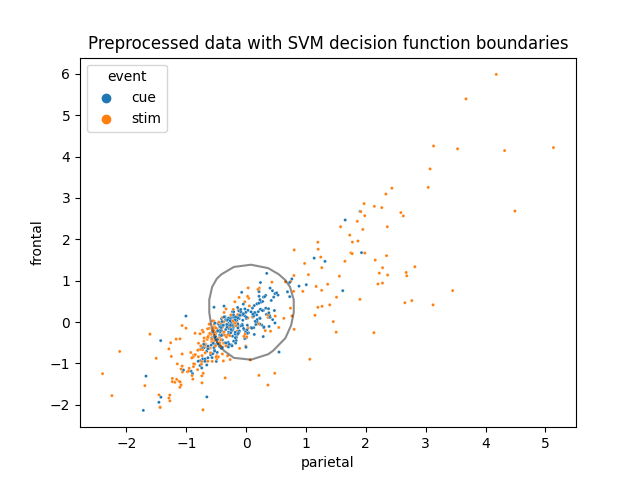 Preprocessed data with SVM decision function boundaries
event
cue
stim
frontal
6
5
4
3
2
1
0
−1
−2
−2 −1 0 1 2 3 4 5
parietal